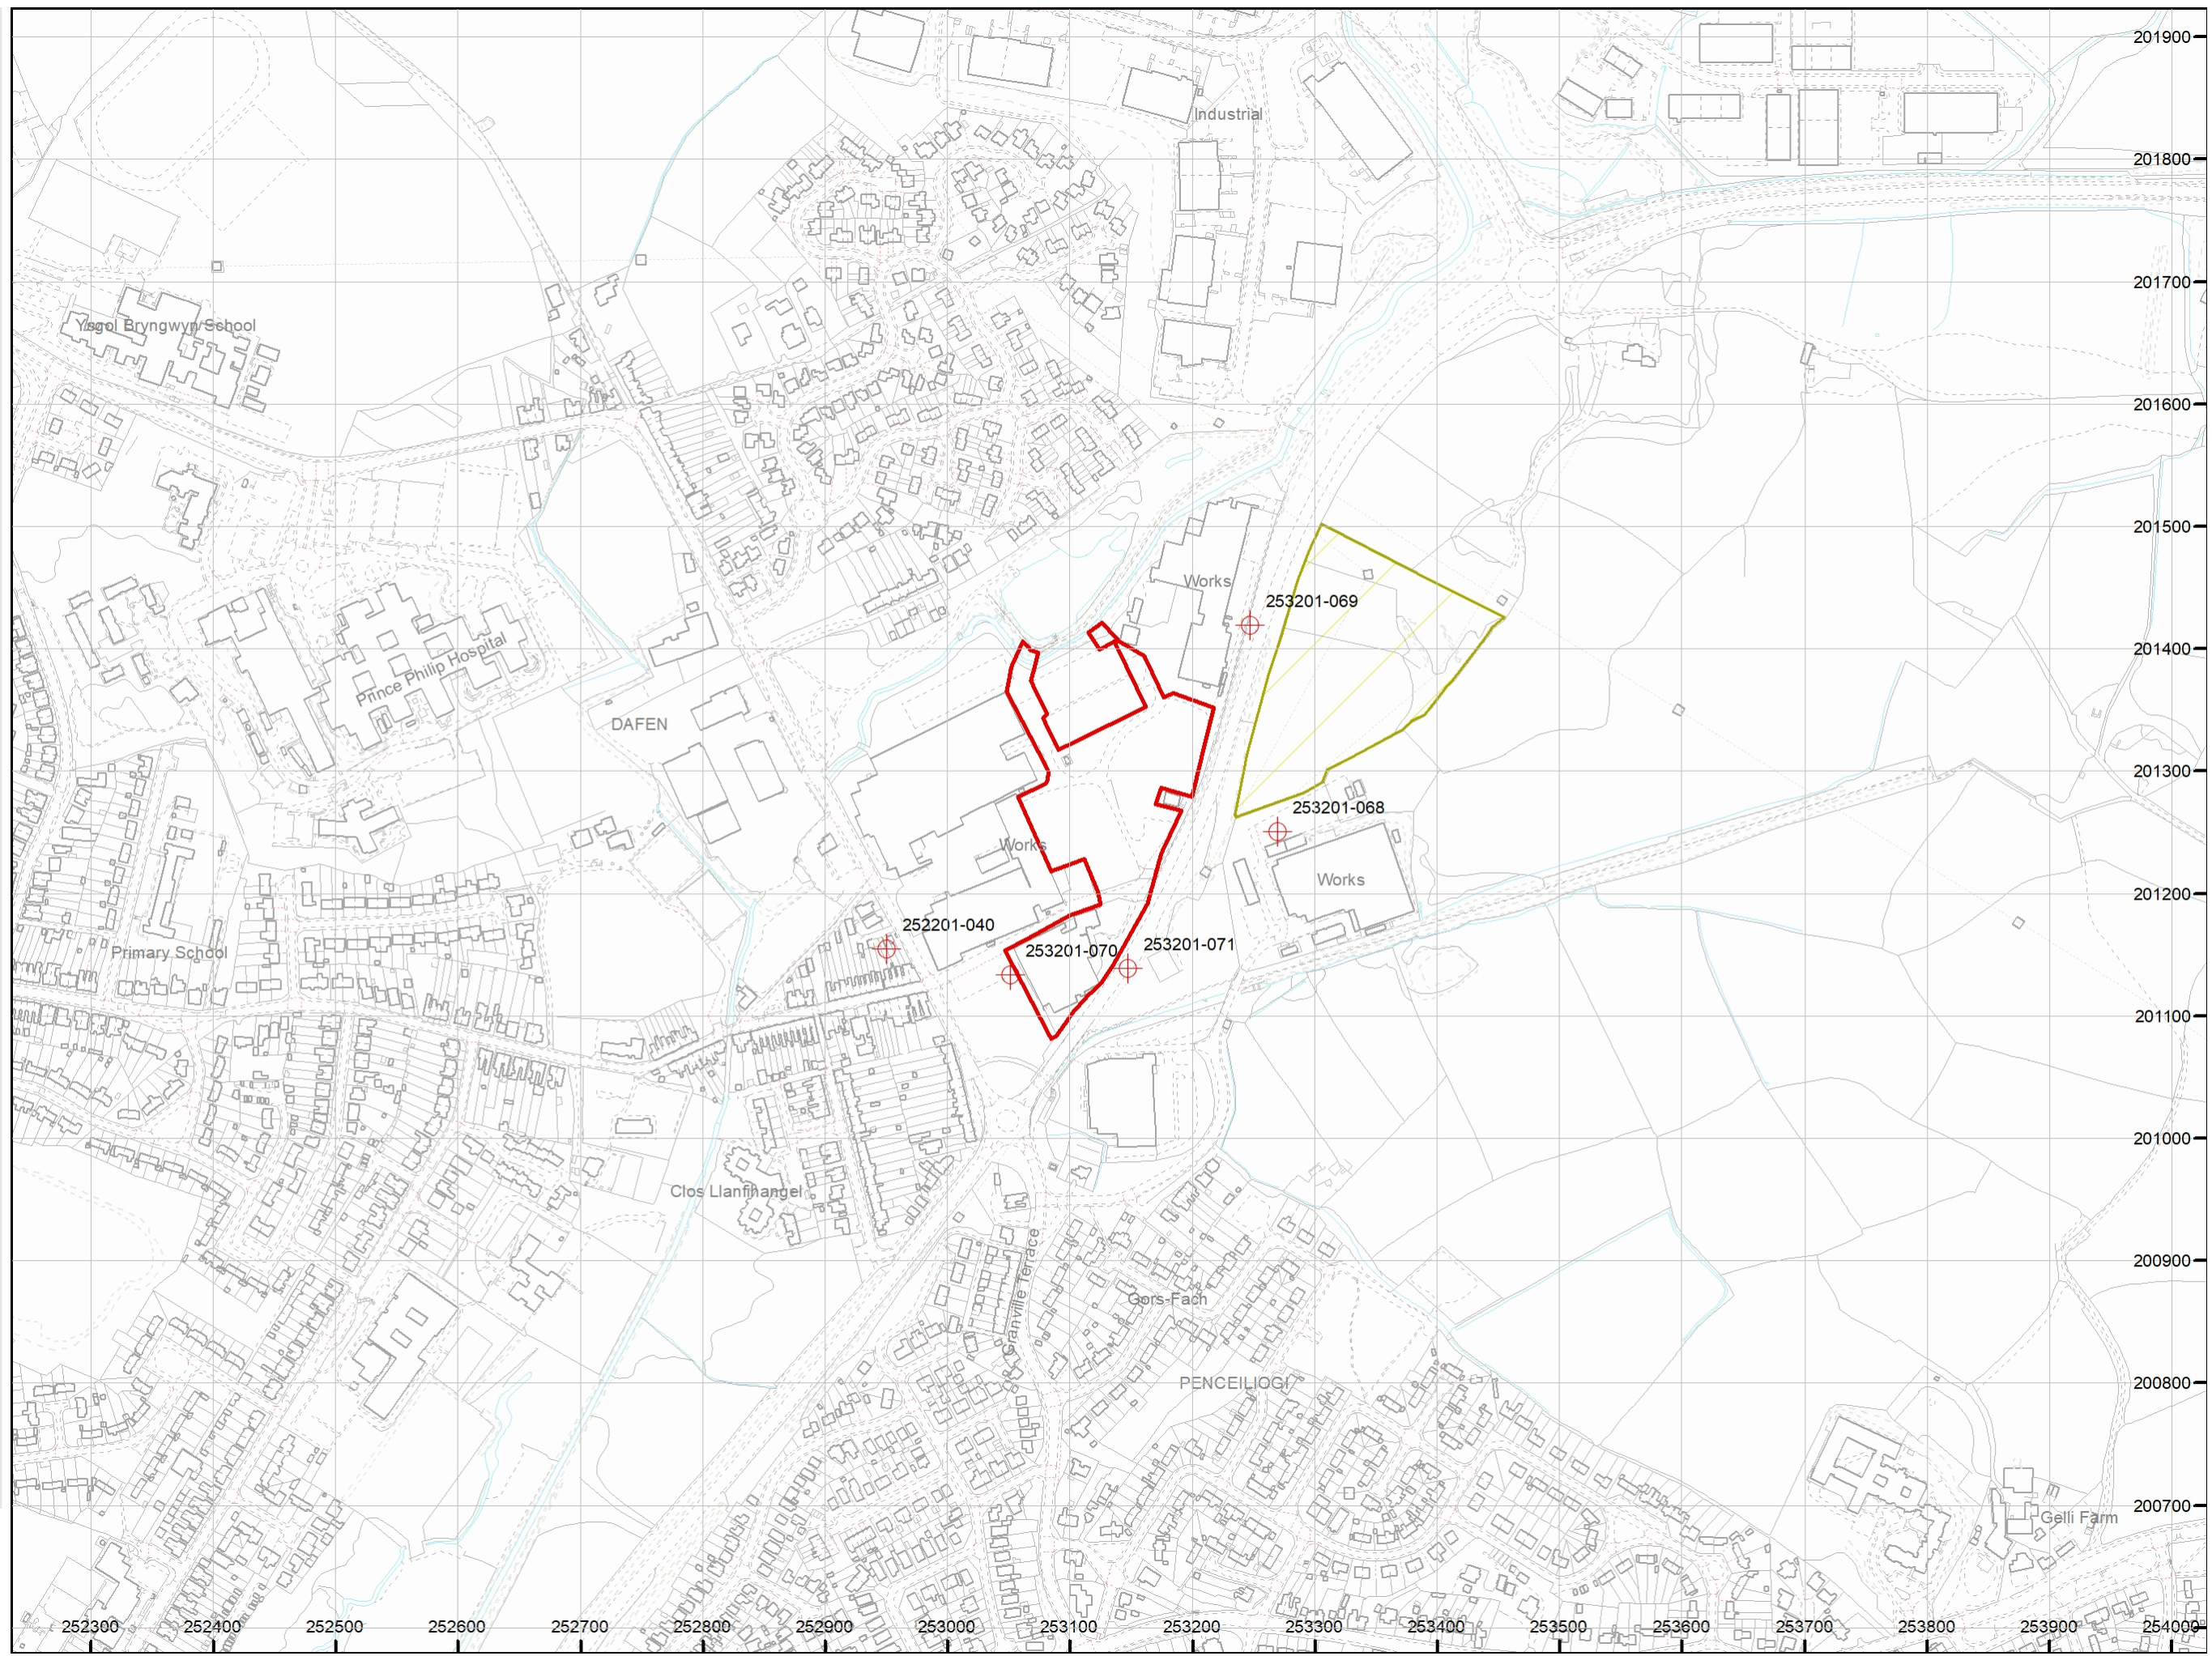 201900
Industrial
201800
201700
Ysgol Bryngwyn School
201600
201500
Works
253201-069
201400
Prince Philip Hospital
DAFEN
201300
253201-068
Works
Works
201200
252201-040
253201-071
253201-070
Primary School
201100
201000
Clos Llanfihangel
200900
Granville Terrace
Gors-Fach
PENCEILIOGI
200800
200700
Gelli Farm
252300 252400 252500 252600 252700 252800 252900 253000 253100 253200 253300 253400 253500 253600 253700 253800 253900 254000